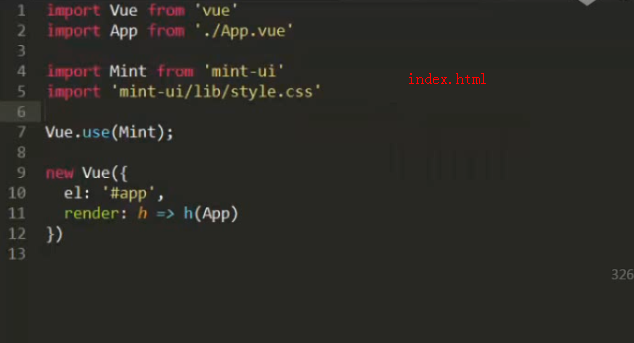 1 import Vue from 'vue'
2 import App from './App.vue'
3
4 import Mint from 'mint-ui'
index.html
5 import 'mint-ui/lib/style.css'
6
7 Vue.use(Mint);
8
9 new Vue({
10   el: '#app',
11   render: h => h(App)
12 })
13
326